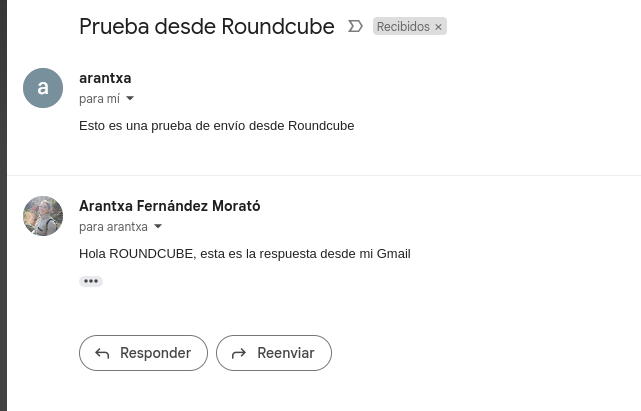 Prueba desde Roundcube Recibidos ×
a
arantxa
para mí
Esto es una prueba de envío desde Roundcube
Arantxa Fernández Morató
para arantxa
Hola ROUNDCUBE, esta es la respuesta desde mi Gmail
•••
Responder Reenviar